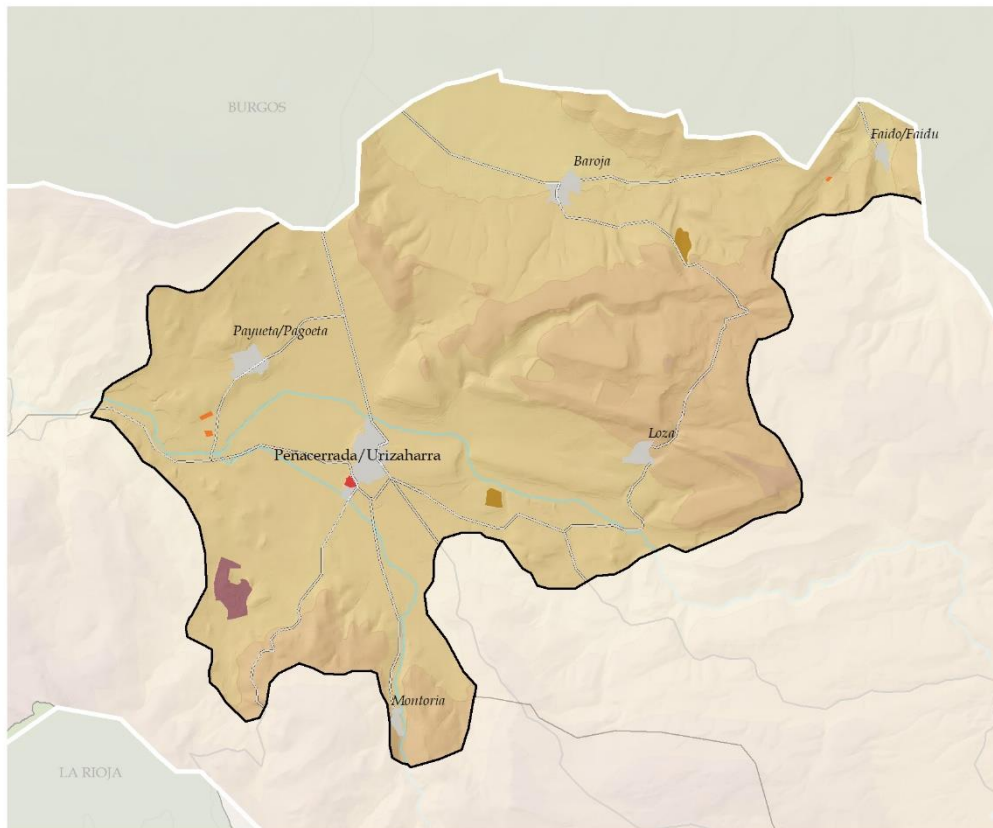 BURGOS
Faido/Faidu
Baroja
Payueta/Pagoeta
Loza
Peñacerrada/Urizaharra
Montoria
LA RIOJA